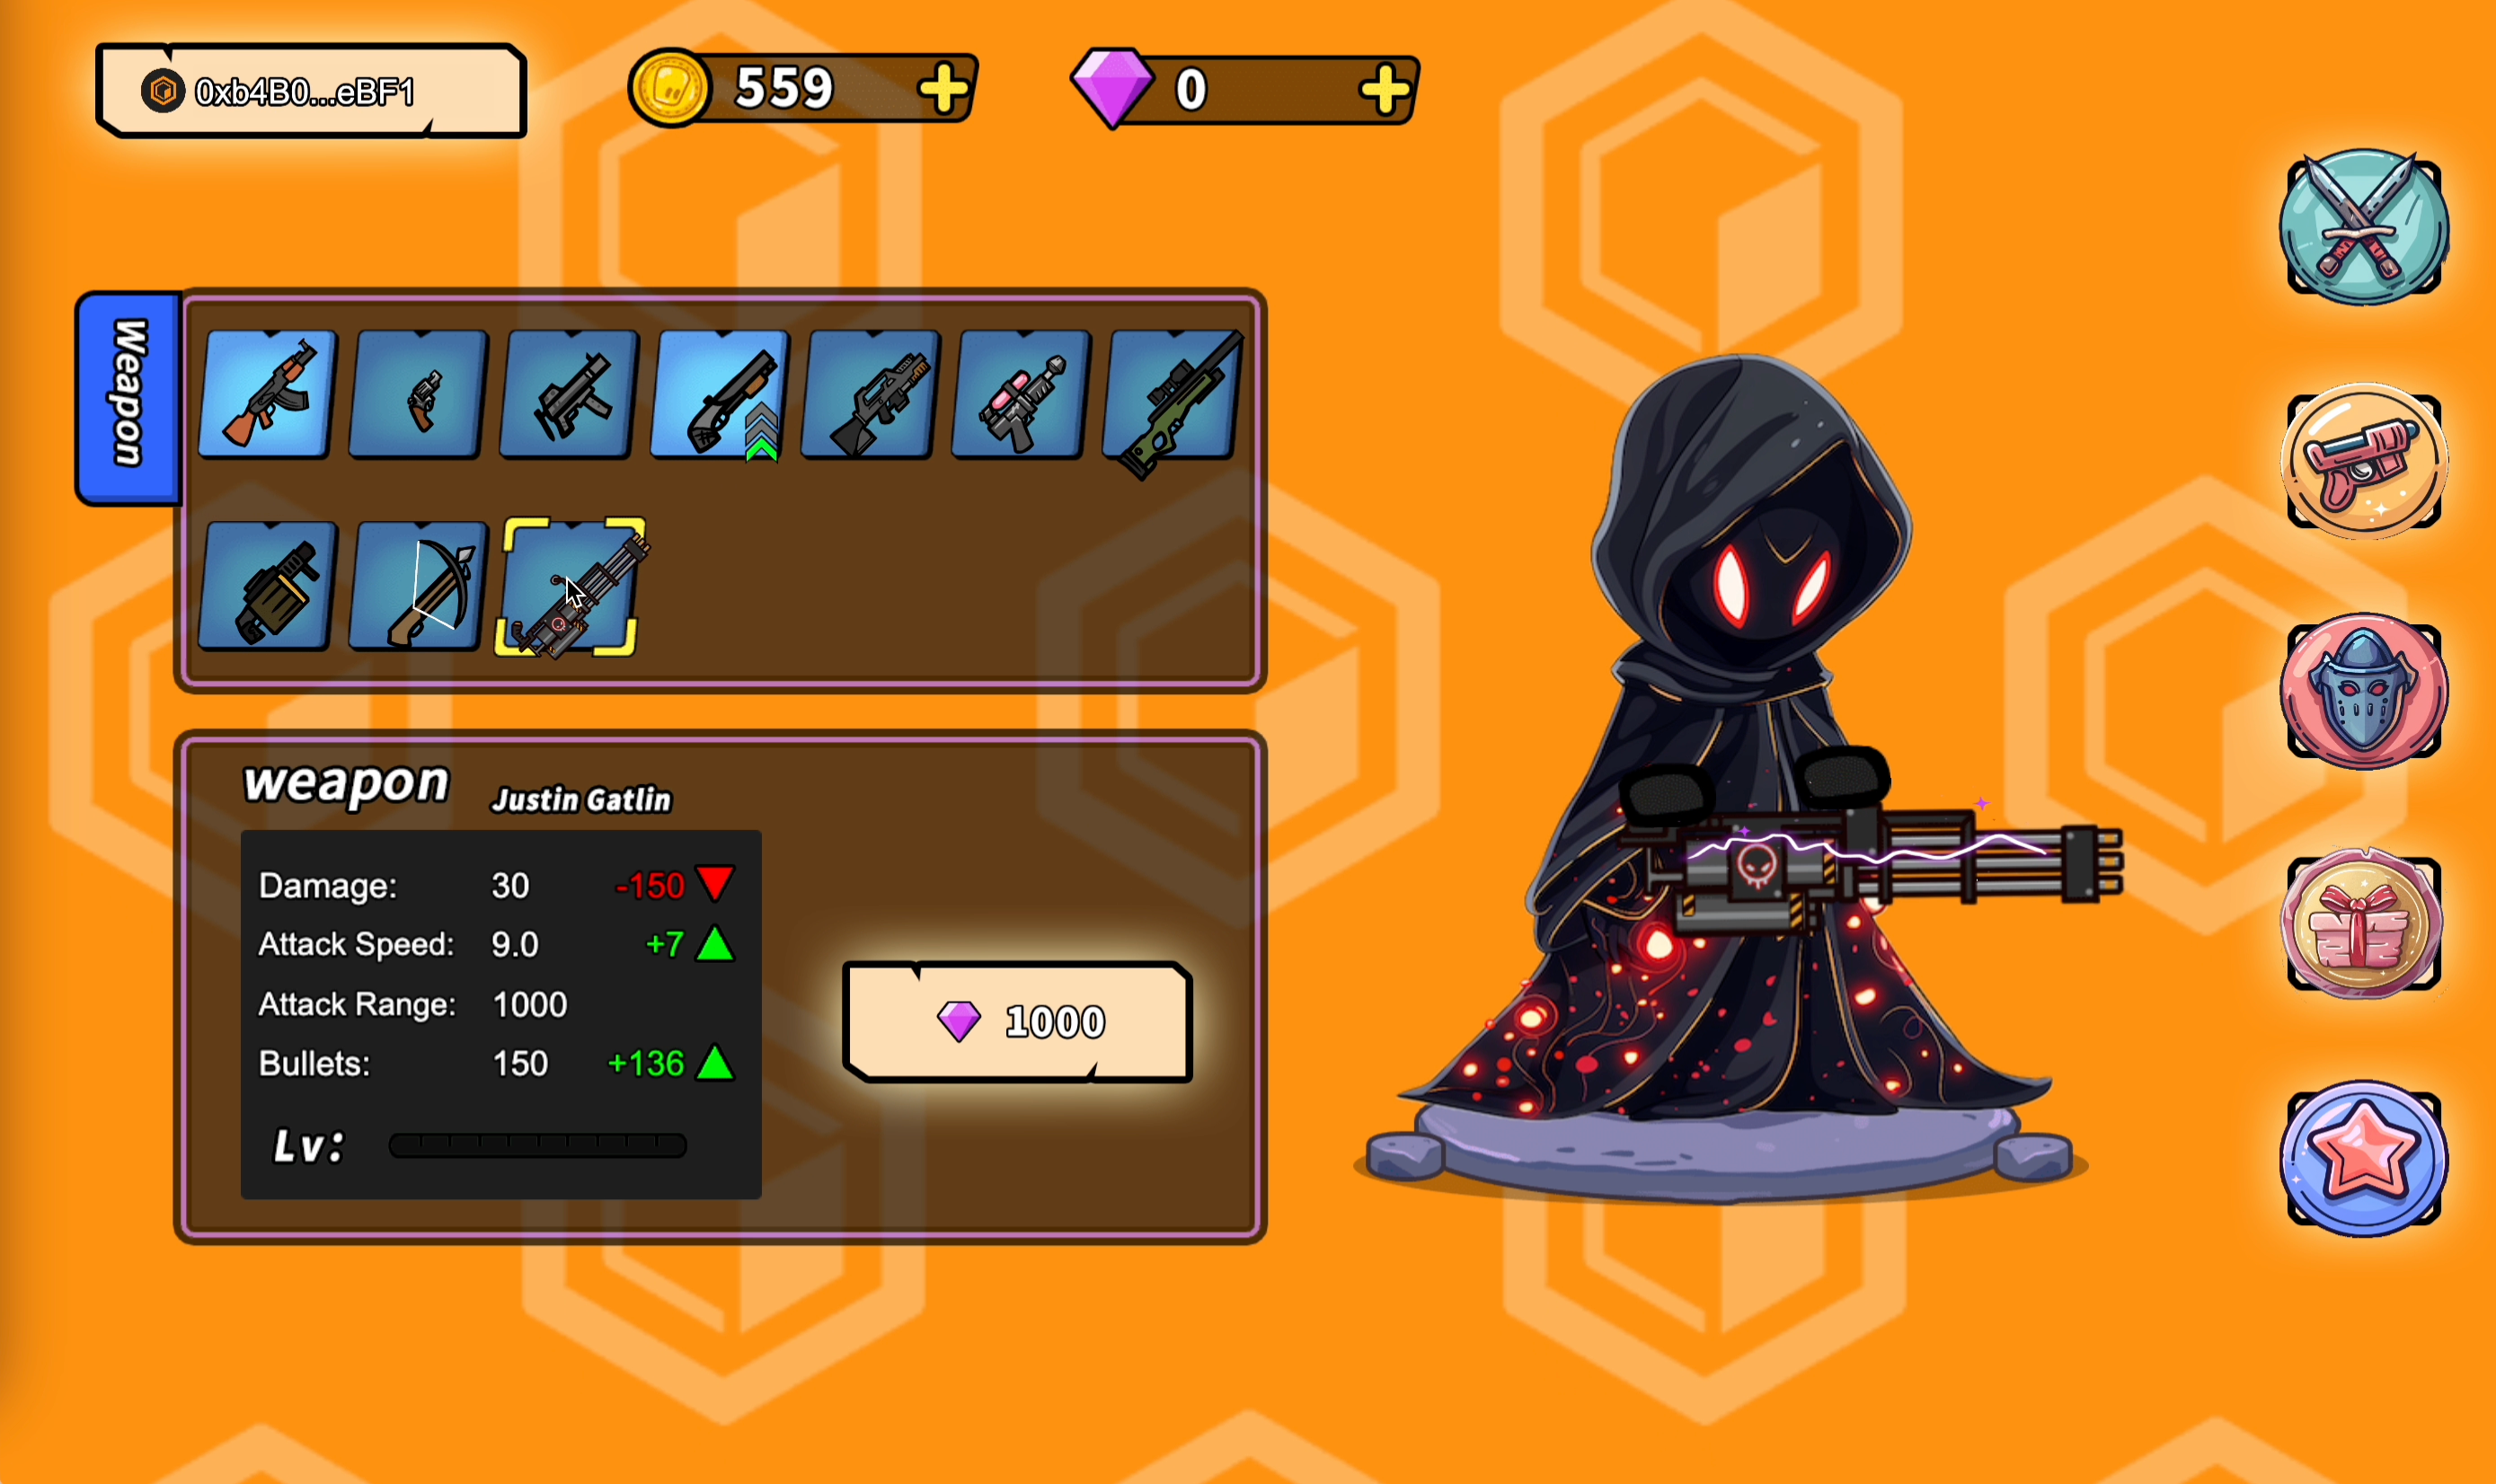 0xb4B0...eBF1
559
0
Weapon
weapon Justin Gatlin
Damage: 30 -150
Attack Speed: 9.0 +7
Attack Range: 1000
Bullets: 150 +136
Lv:
1000